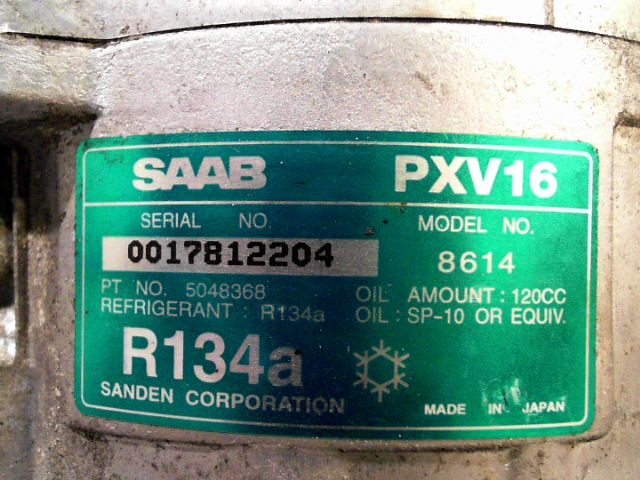 SAAB PXV16
SERIAL NO. MODEL NO.
0017812204 8614
PT NO. 5048368 OIL AMOUNT : 120CC
REFRIGERANT : R134a OIL : SP-10 OR EQUIV.
R134a
SANDEN CORPORATION MADE IN JAPAN